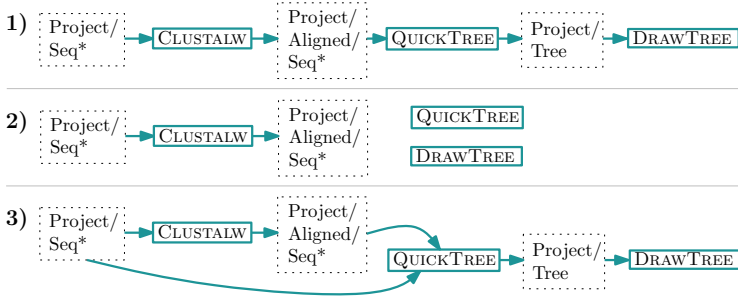 1)
Project/
Seq*
CLUSTALW
Project/
Aligned/
Seq*
QUICKTREE
Project/
Tree
DRAWTREE
2)
Project/
Seq*
CLUSTALW
Project/
Aligned/
Seq*
QUICKTREE
DRAWTREE
3)
Project/
Seq*
CLUSTALW
Project/
Aligned/
Seq*
QUICKTREE
Project/
Tree
DRAWTREE